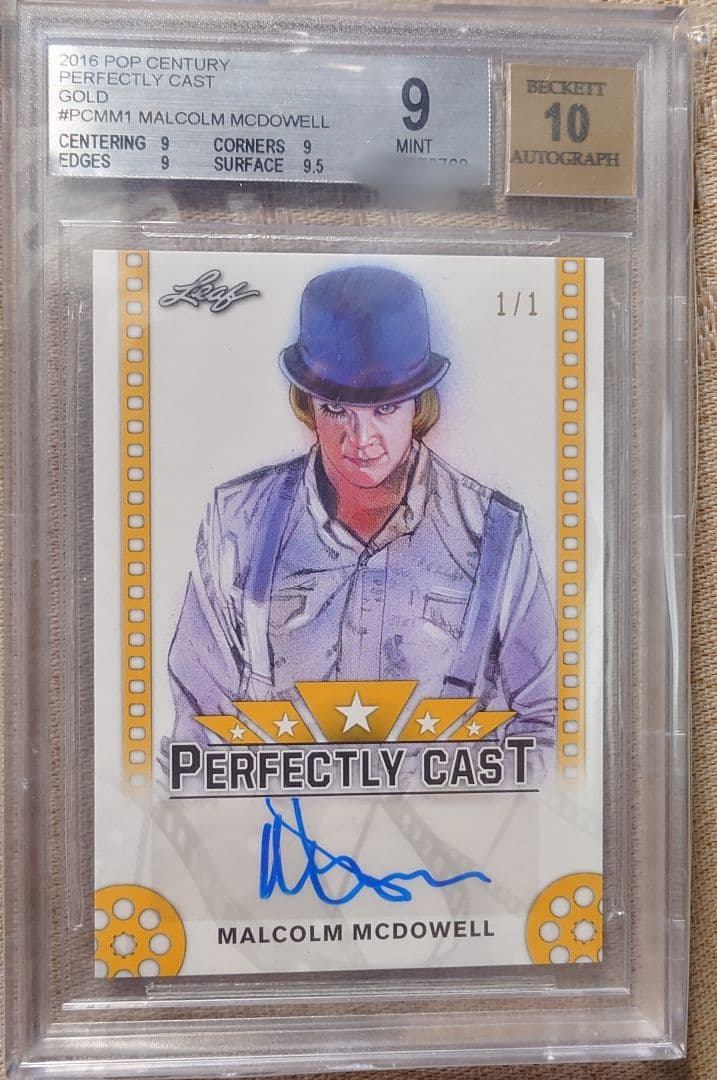 2016 POP CENTURY
PERFECTLY CAST
GOLD
#PCMM1 MALCOLM MCDOWELL
CENTERING 9 CORNERS 9
EDGES 9 SURFACE 9.5
9
MINT
BECKETT
10
AUTOGRAPH
Leaf
1/1
PERFECTLY CAST
MALCOLM MCDOWELL